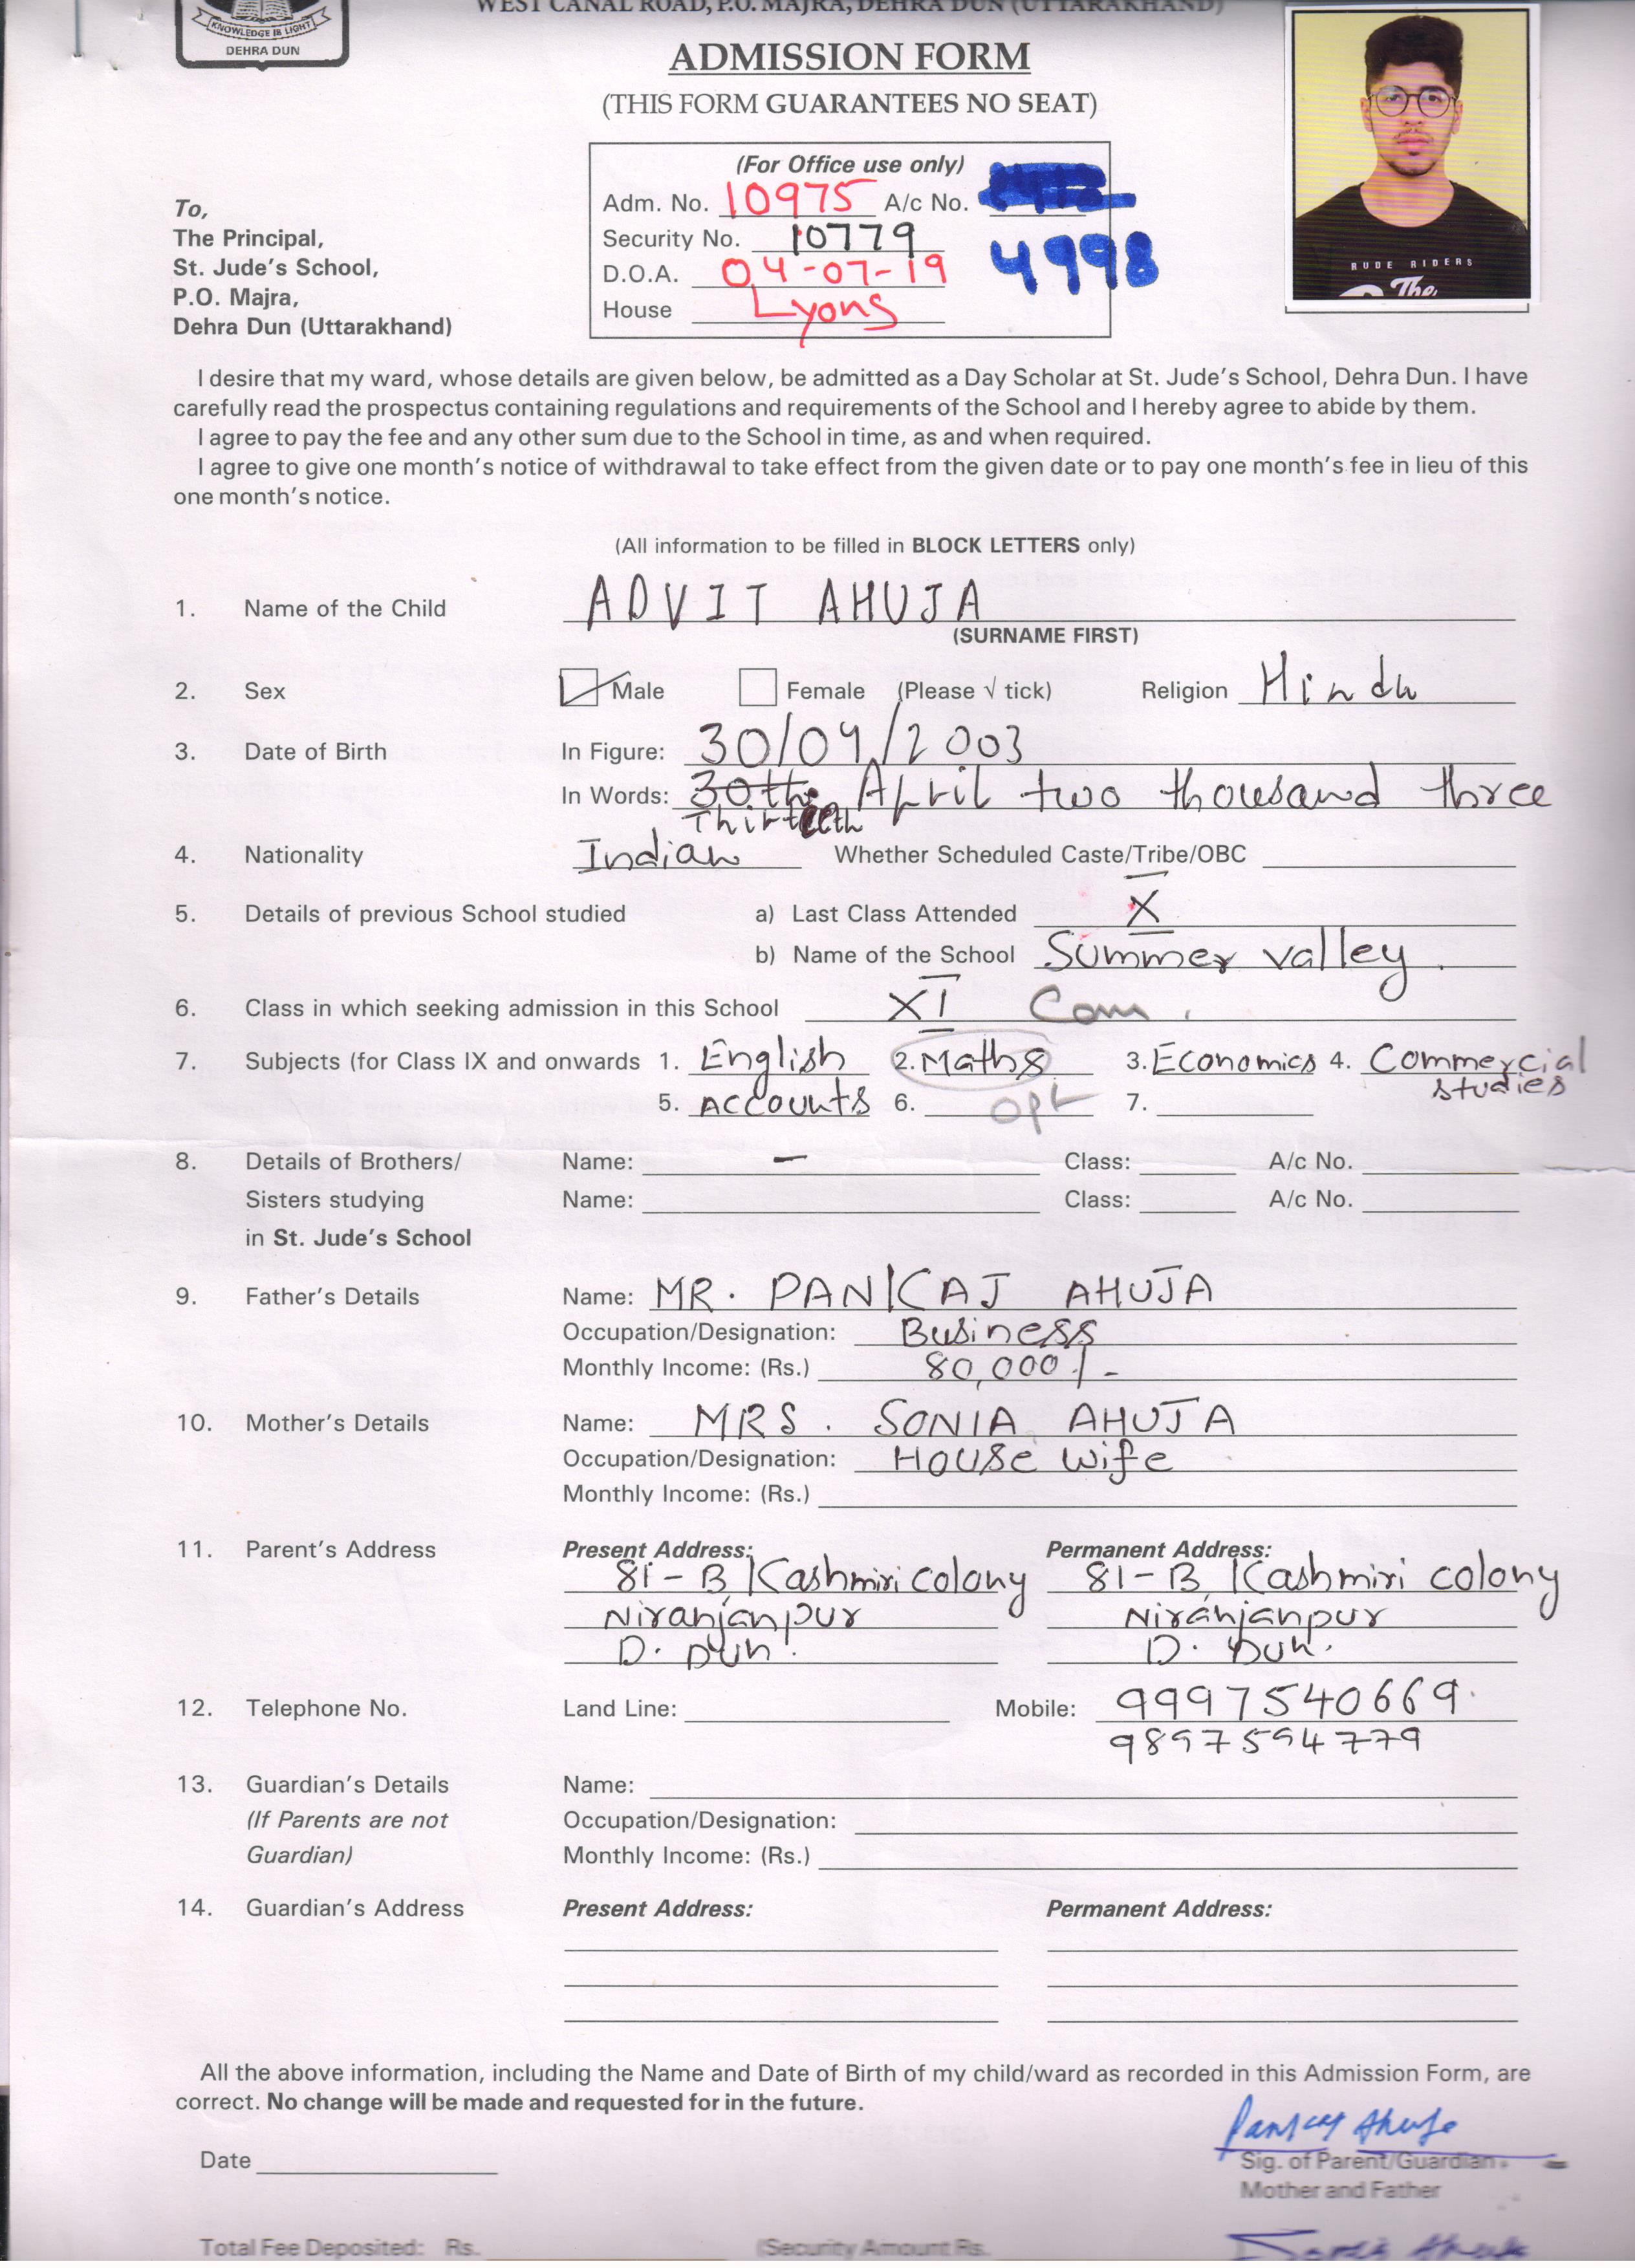 WEST CANAL ROAD, P.O. MAJRA, DEHRA DUN (UTTARAKHAND)
KNOWLEDGE IS LIGHT
DEHRA DUN
ADMISSION FORM
(THIS FORM GUARANTEES NO SEAT)
(For Office use only)
Adm. No. 10975 A/c No.
4998
Security No. 10779
D.O.A. 04-07-19
House Lyons
RUDE RIDERS
The
To,
The Principal,
St. Jude's School,
P.O. Majra,
Dehra Dun (Uttarakhand)
I desire that my ward, whose details are given below, be admitted as a Day Scholar at St. Jude's School, Dehra Dun. I have
carefully read the prospectus containing regulations and requirements of the School and I hereby agree to abide by them.
I agree to pay the fee and any other sum due to the School in time, as and when required.
I agree to give one month's notice of withdrawal to take effect from the given date or to pay one month's fee in lieu of this
one month's notice.
(All information to be filled in BLOCK LETTERS only)
1. Name of the Child ADVIT AHUJA
(SURNAME FIRST)
2. Sex Male Female (Please √ tick) Religion Hindu
3. Date of Birth In Figure: 30/04/2003
In Words: 30th April two thousand three
Thirtieth
4. Nationality Indian Whether Scheduled Caste/Tribe/OBC
5. Details of previous School studied a) Last Class Attended X
b) Name of the School Summer valley.
6. Class in which seeking admission in this School XI Com.
7. Subjects (for Class IX and onwards 1. English 2. Maths 3. Economics 4. Commercial
studies
5. Accounts 6. opt 7.
8. Details of Brothers/ Name: — Class: A/c No.
Sisters studying Name: Class: A/c No.
in St. Jude's School
9. Father's Details Name: MR. PANKAJ AHUJA
Occupation/Designation: Business
Monthly Income: (Rs.) 80,000/-
10. Mother's Details Name: MRS. SONIA AHUJA
Occupation/Designation: House wife
Monthly Income: (Rs.)
11. Parent's Address Present Address: Permanent Address:
81-B Kashmiri colony 81-B Kashmiri colony
Niranjanpur Niranjanpur
D. Dun. D. Dun.
12. Telephone No. Land Line: Mobile: 9997540669.
9897594779
13. Guardian's Details Name:
(If Parents are not Occupation/Designation:
Guardian) Monthly Income: (Rs.)
14. Guardian's Address Present Address: Permanent Address:
All the above information, including the Name and Date of Birth of my child/ward as recorded in this Admission Form, are
correct. No change will be made and requested for in the future.
Pankaj Ahuja
Date Sig. of Parent/Guardian
Mother and Father
Total Fee Deposited: Rs. (Security Amount Rs.